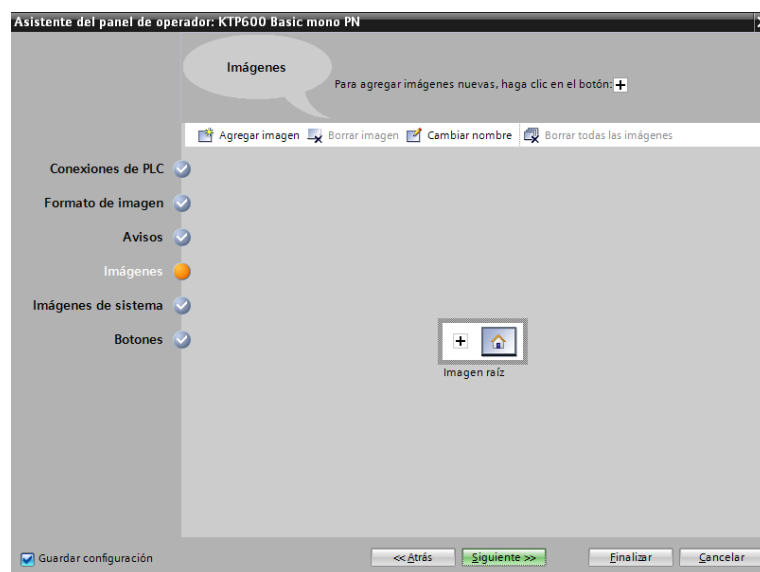 Asistente del panel de operador: KTP600 Basic mono PN
Imágenes
Para agregar imágenes nuevas, haga clic en el botón:
Agregar imagen Borrar imagen Cambiar nombre Borrar todas las imágenes
Conexiones de PLC
Formato de imagen
Avisos
Imágenes
Imágenes de sistema
Botones
Imagen raíz
Guardar configuración
<< Atrás Siguiente >> Finalizar Cancelar